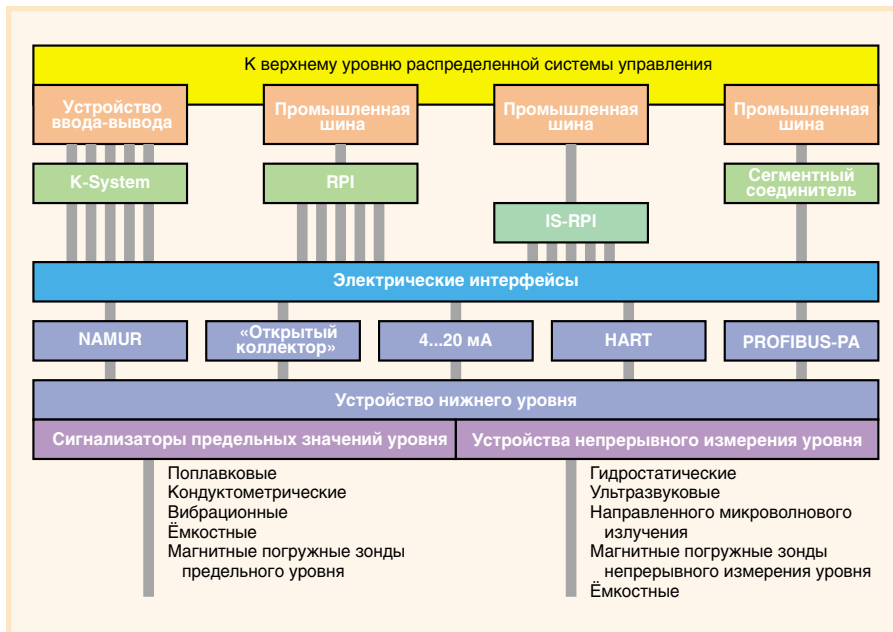 К верхнему уровню распределенной системы управления
Устройство
ввода-вывода
Промышленная
шина
Промышленная
шина
Промышленная
шина
K-System
RPI
Сегментный
соединитель
IS-RPI
Электрические интерфейсы
NAMUR
«Открытый
коллектор»
4...20 мА
HART
PROFIBUS-PA
Устройство нижнего уровня
Сигнализаторы предельных значений уровня
Устройства непрерывного измерения уровня
Поплавковые
Кондуктометрические
Вибрационные
Ёмкостные
Магнитные погружные зонды
предельного уровня
Гидростатические
Ультразвуковые
Направленного микроволнового
излучения
Магнитные погружные зонды
непрерывного измерения уровня
Ёмкостные